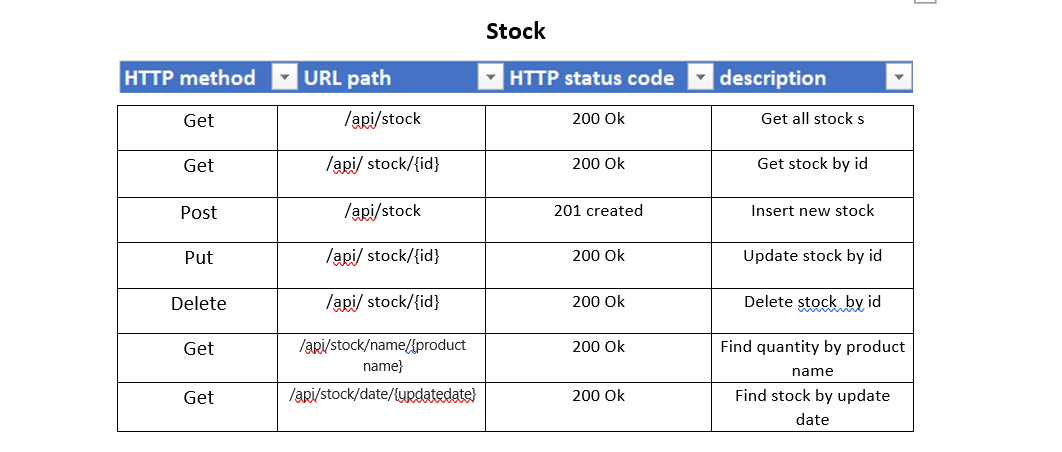 Stock
HTTP method URL path HTTP status code description
Get /api/stock 200 Ok Get all stock s
Get /api/ stock/{id} 200 Ok Get stock by id
Post /api/stock 201 created Insert new stock
Put /api/ stock/{id} 200 Ok Update stock by id
Delete /api/ stock/{id} 200 Ok Delete stock by id
Get /api/stock/name/{product 200 Ok Find quantity by product
name} name
Get /api/stock/date/{updatedate} 200 Ok Find stock by update
date